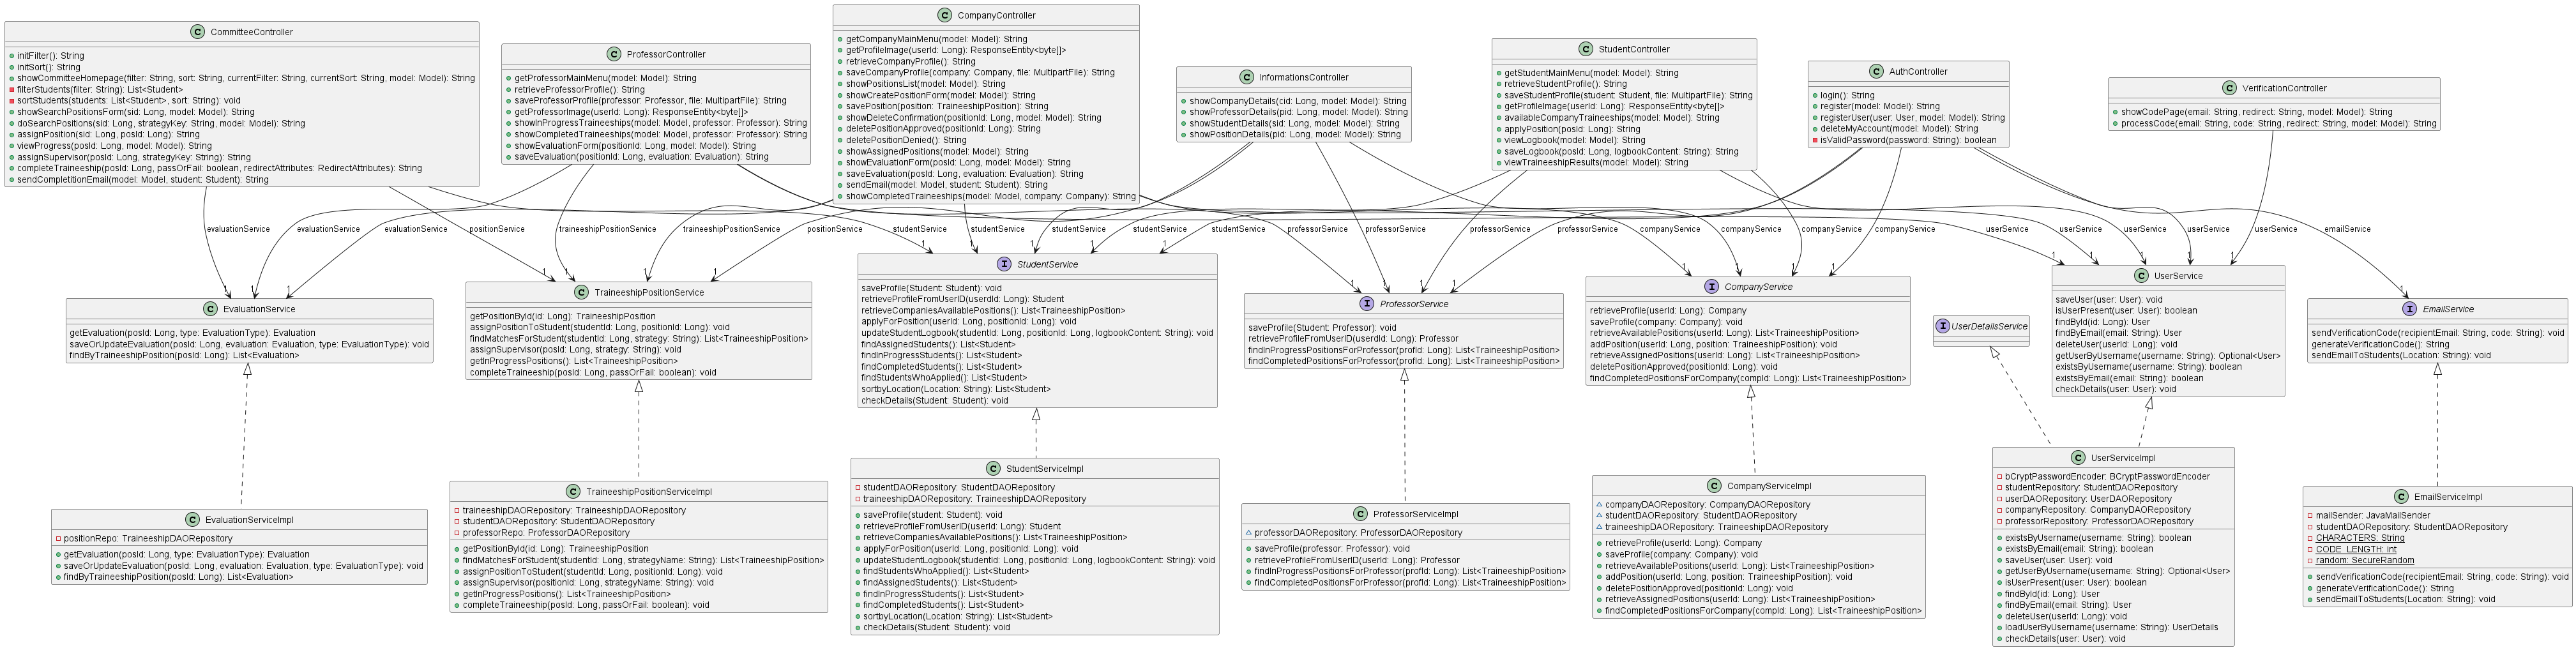 CommitteeController
initFilter(): String
initSort(): String
showCommitteeHomepage(filter: String, sort: String, currentFilter: String, currentSort: String, model: Model): String
filterStudents(filter: String): List<Student>
sortStudents(students: List<Student>, sort: String): void
showSearchPositionsForm(sid: Long, model: Model): String
doSearchPositions(sid: Long, strategyKey: String, model: Model): String
assignPosition(sid: Long, posId: Long): String
viewProgress(posId: Long, model: Model): String
assignSupervisor(posId: Long, strategyKey: String): String
completeTraineeship(posId: Long, passOrFail: boolean, redirectAttributes: RedirectAttributes): String
sendCompletitionEmail(model: Model, student: Student): String
ProfessorController
getProfessorMainMenu(model: Model): String
retrieveProfessorProfile(): String
saveProfessorProfile(professor: Professor, file: MultipartFile): String
getProfessorImage(userId: Long): ResponseEntity<byte[]>
showInProgressTraineeships(model: Model, professor: Professor): String
showCompletedTraineeships(model: Model, professor: Professor): String
showEvaluationForm(positionId: Long, model: Model): String
saveEvaluation(positionId: Long, evaluation: Evaluation): String
CompanyController
getCompanyMainMenu(model: Model): String
getProfileImage(userId: Long): ResponseEntity<byte[]>
retrieveCompanyProfile(): String
saveCompanyProfile(company: Company, file: MultipartFile): String
showPositionsList(model: Model): String
showCreatePositionForm(model: Model): String
savePosition(position: TraineeshipPosition): String
showDeleteConfirmation(positionId: Long, model: Model): String
deletePositionApproved(positionId: Long): String
deletePositionDenied(): String
showAssignedPositions(model: Model): String
showEvaluationForm(posId: Long, model: Model): String
saveEvaluation(posId: Long, evaluation: Evaluation): String
sendEmail(model: Model, student: Student): String
showCompletedTraineeships(model: Model, company: Company): String
InformationsController
showCompanyDetails(cid: Long, model: Model): String
showProfessorDetails(pid: Long, model: Model): String
showStudentDetails(sid: Long, model: Model): String
showPositionDetails(pid: Long, model: Model): String
StudentController
getStudentMainMenu(model: Model): String
retrieveStudentProfile(): String
saveStudentProfile(student: Student, file: MultipartFile): String
getProfileImage(userId: Long): ResponseEntity<byte[]>
availableCompanyTraineeships(model: Model): String
applyPosition(posId: Long): String
viewLogbook(model: Model): String
saveLogbook(posId: Long, logbookContent: String): String
viewTraineeshipResults(model: Model): String
AuthController
login(): String
register(model: Model): String
registerUser(user: User, model: Model): String
deleteMyAccount(model: Model): String
isValidPassword(password: String): boolean
VerificationController
showCodePage(email: String, redirect: String, model: Model): String
processCode(email: String, code: String, redirect: String, model: Model): String
evaluationService
evaluationService
evaluationService
positionService
traineeshipPositionService
traineeshipPositionService
positionService
studentService
studentService
studentService
studentService
studentService
professorService
professorService
professorService
professorService
companyService
companyService
companyService
companyService
userService
userService
userService
userService
userService
emailService
1 1 1 1 1 1 1 1 1 1 1 1 1 1 1 1 1 1 1 1 1 1 1 1 1 1
EvaluationService
getEvaluation(posId: Long, type: EvaluationType): Evaluation
saveOrUpdateEvaluation(posId: Long, evaluation: Evaluation, type: EvaluationType): void
findByTraineeshipPosition(posId: Long): List<Evaluation>
TraineeshipPositionService
getPositionById(id: Long): TraineeshipPosition
assignPositionToStudent(studentId: Long, positionId: Long): void
findMatchesForStudent(studentId: Long, strategy: String): List<TraineeshipPosition>
assignSupervisor(posId: Long, strategy: String): void
getInProgressPositions(): List<TraineeshipPosition>
completeTraineeship(posId: Long, passOrFail: boolean): void
StudentService
saveProfile(Student: Student): void
retrieveProfileFromUserID(userdId: Long): Student
retrieveCompaniesAvailablePositions(): List<TraineeshipPosition>
applyForPosition(userId: Long, positionId: Long): void
updateStudentLogbook(studentId: Long, positionId: Long, logbookContent: String): void
findAssignedStudents(): List<Student>
findInProgressStudents(): List<Student>
findCompletedStudents(): List<Student>
findStudentsWhoApplied(): List<Student>
sortbyLocation(Location: String): List<Student>
checkDetails(Student: Student): void
ProfessorService
saveProfile(Student: Professor): void
retrieveProfileFromUserID(userdId: Long): Professor
findInProgressPositionsForProfessor(profId: Long): List<TraineeshipPosition>
findCompletedPositionsForProfessor(profId: Long): List<TraineeshipPosition>
CompanyService
retrieveProfile(userId: Long): Company
saveProfile(company: Company): void
retrieveAvailablePositions(userId: Long): List<TraineeshipPosition>
addPosition(userId: Long, position: TraineeshipPosition): void
retrieveAssignedPositions(userId: Long): List<TraineeshipPosition>
deletePositionApproved(positionId: Long): void
findCompletedPositionsForCompany(compId: Long): List<TraineeshipPosition>
UserDetailsService
UserService
saveUser(user: User): void
isUserPresent(user: User): boolean
findById(id: Long): User
findByEmail(email: String): User
deleteUser(userId: Long): void
getUserByUsername(username: String): Optional<User>
existsByUsername(username: String): boolean
existsByEmail(email: String): boolean
checkDetails(user: User): void
EmailService
sendVerificationCode(recipientEmail: String, code: String): void
generateVerificationCode(): String
sendEmailToStudents(Location: String): void
EvaluationServiceImpl
positionRepo: TraineeshipDAORepository
getEvaluation(posId: Long, type: EvaluationType): Evaluation
saveOrUpdateEvaluation(posId: Long, evaluation: Evaluation, type: EvaluationType): void
findByTraineeshipPosition(posId: Long): List<Evaluation>
TraineeshipPositionServiceImpl
traineeshipDAORepository: TraineeshipDAORepository
studentDAORepository: StudentDAORepository
professorRepo: ProfessorDAORepository
getPositionById(id: Long): TraineeshipPosition
findMatchesForStudent(studentId: Long, strategyName: String): List<TraineeshipPosition>
assignPositionToStudent(studentId: Long, positionId: Long): void
assignSupervisor(positionId: Long, strategyName: String): void
getInProgressPositions(): List<TraineeshipPosition>
completeTraineeship(posId: Long, passOrFail: boolean): void
StudentServiceImpl
studentDAORepository: StudentDAORepository
traineeshipDAORepository: TraineeshipDAORepository
saveProfile(student: Student): void
retrieveProfileFromUserID(userId: Long): Student
retrieveCompaniesAvailablePositions(): List<TraineeshipPosition>
applyForPosition(userId: Long, positionId: Long): void
updateStudentLogbook(studentId: Long, positionId: Long, logbookContent: String): void
findStudentsWhoApplied(): List<Student>
findAssignedStudents(): List<Student>
findInProgressStudents(): List<Student>
findCompletedStudents(): List<Student>
sortbyLocation(Location: String): List<Student>
checkDetails(Student: Student): void
ProfessorServiceImpl
professorDAORepository: ProfessorDAORepository
saveProfile(professor: Professor): void
retrieveProfileFromUserID(userId: Long): Professor
findInProgressPositionsForProfessor(profId: Long): List<TraineeshipPosition>
findCompletedPositionsForProfessor(profId: Long): List<TraineeshipPosition>
CompanyServiceImpl
companyDAORepository: CompanyDAORepository
studentDAORepository: StudentDAORepository
traineeshipDAORepository: TraineeshipDAORepository
retrieveProfile(userId: Long): Company
saveProfile(company: Company): void
retrieveAvailablePositions(userId: Long): List<TraineeshipPosition>
addPosition(userId: Long, position: TraineeshipPosition): void
deletePositionApproved(positionId: Long): void
retrieveAssignedPositions(userId: Long): List<TraineeshipPosition>
findCompletedPositionsForCompany(compId: Long): List<TraineeshipPosition>
UserServiceImpl
bCryptPasswordEncoder: BCryptPasswordEncoder
studentRepository: StudentDAORepository
userDAORepository: UserDAORepository
companyRepository: CompanyDAORepository
professorRepository: ProfessorDAORepository
existsByUsername(username: String): boolean
existsByEmail(email: String): boolean
saveUser(user: User): void
getUserByUsername(username: String): Optional<User>
isUserPresent(user: User): boolean
findById(id: Long): User
findByEmail(email: String): User
deleteUser(userId: Long): void
loadUserByUsername(username: String): UserDetails
checkDetails(user: User): void
EmailServiceImpl
mailSender: JavaMailSender
studentDAORepository: StudentDAORepository
CHARACTERS: String
CODE_LENGTH: int
random: SecureRandom
sendVerificationCode(recipientEmail: String, code: String): void
generateVerificationCode(): String
sendEmailToStudents(Location: String): void